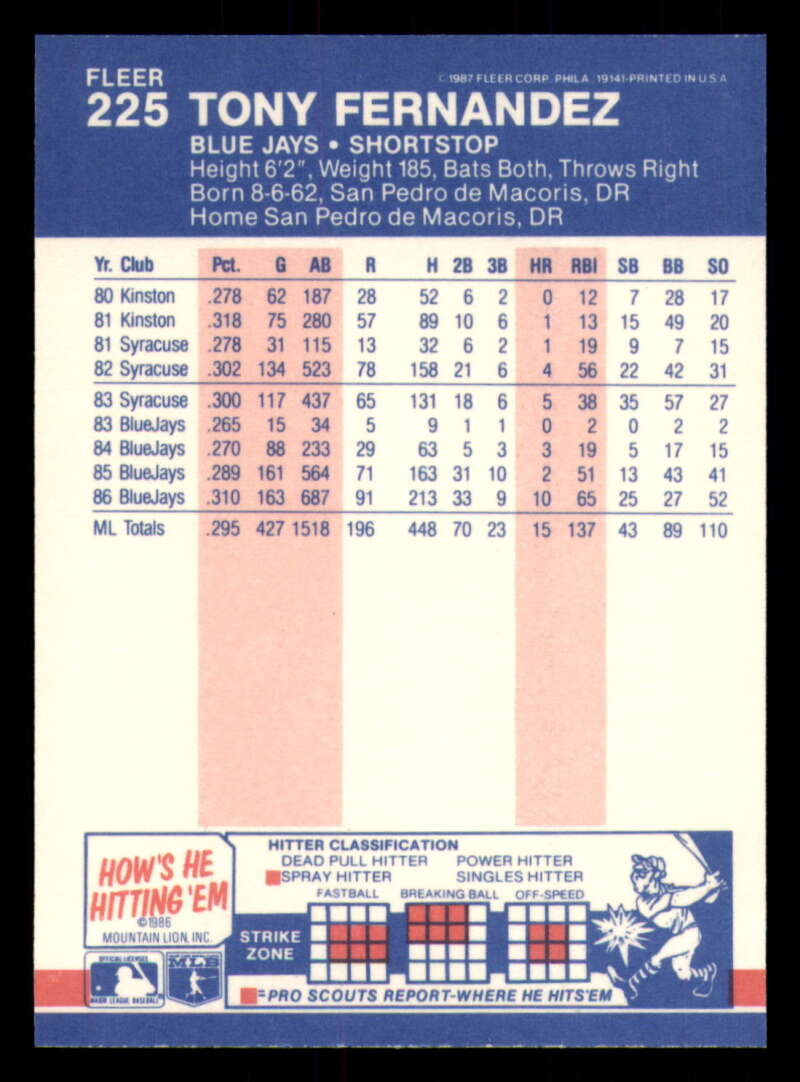 FLEER
© 1987 FLEER CORP. PHILA. 19141-PRINTED IN U.S.A
225 TONY FERNANDEZ
BLUE JAYS • SHORTSTOP
Height 6'2", Weight 185, Bats Both, Throws Right
Born 8-6-62, San Pedro de Macoris, DR
Home San Pedro de Macoris, DR
Yr. Club Pct. G AB R H 2B 3B HR RBI SB BB SO
80 Kinston .278 62 187 28 52 6 2 0 12 7 28 17
81 Kinston .318 75 280 57 89 10 6 1 13 15 49 20
81 Syracuse .278 31 115 13 32 6 2 1 19 9 7 15
82 Syracuse .302 134 523 78 158 21 6 4 56 22 42 31
83 Syracuse .300 117 437 65 131 18 6 5 38 35 57 27
83 BlueJays .265 15 34 5 9 1 1 0 2 0 2 2
84 BlueJays .270 88 233 29 63 5 3 3 19 5 17 15
85 BlueJays .289 161 564 71 163 31 10 2 51 13 43 41
86 BlueJays .310 163 687 91 213 33 9 10 65 25 27 52
ML Totals .295 427 1518 196 448 70 23 15 137 43 89 110
HOW'S HE
HITTING 'EM
©1986
MOUNTAIN LION, INC.
OFFICIAL LICENSEE
MAJOR LEAGUE BASEBALL
MLB
HITTER CLASSIFICATION
DEAD PULL HITTER POWER HITTER
SPRAY HITTER SINGLES HITTER
FASTBALL BREAKING BALL OFF-SPEED
STRIKE
ZONE
=PRO SCOUTS REPORT-WHERE HE HITS 'EM